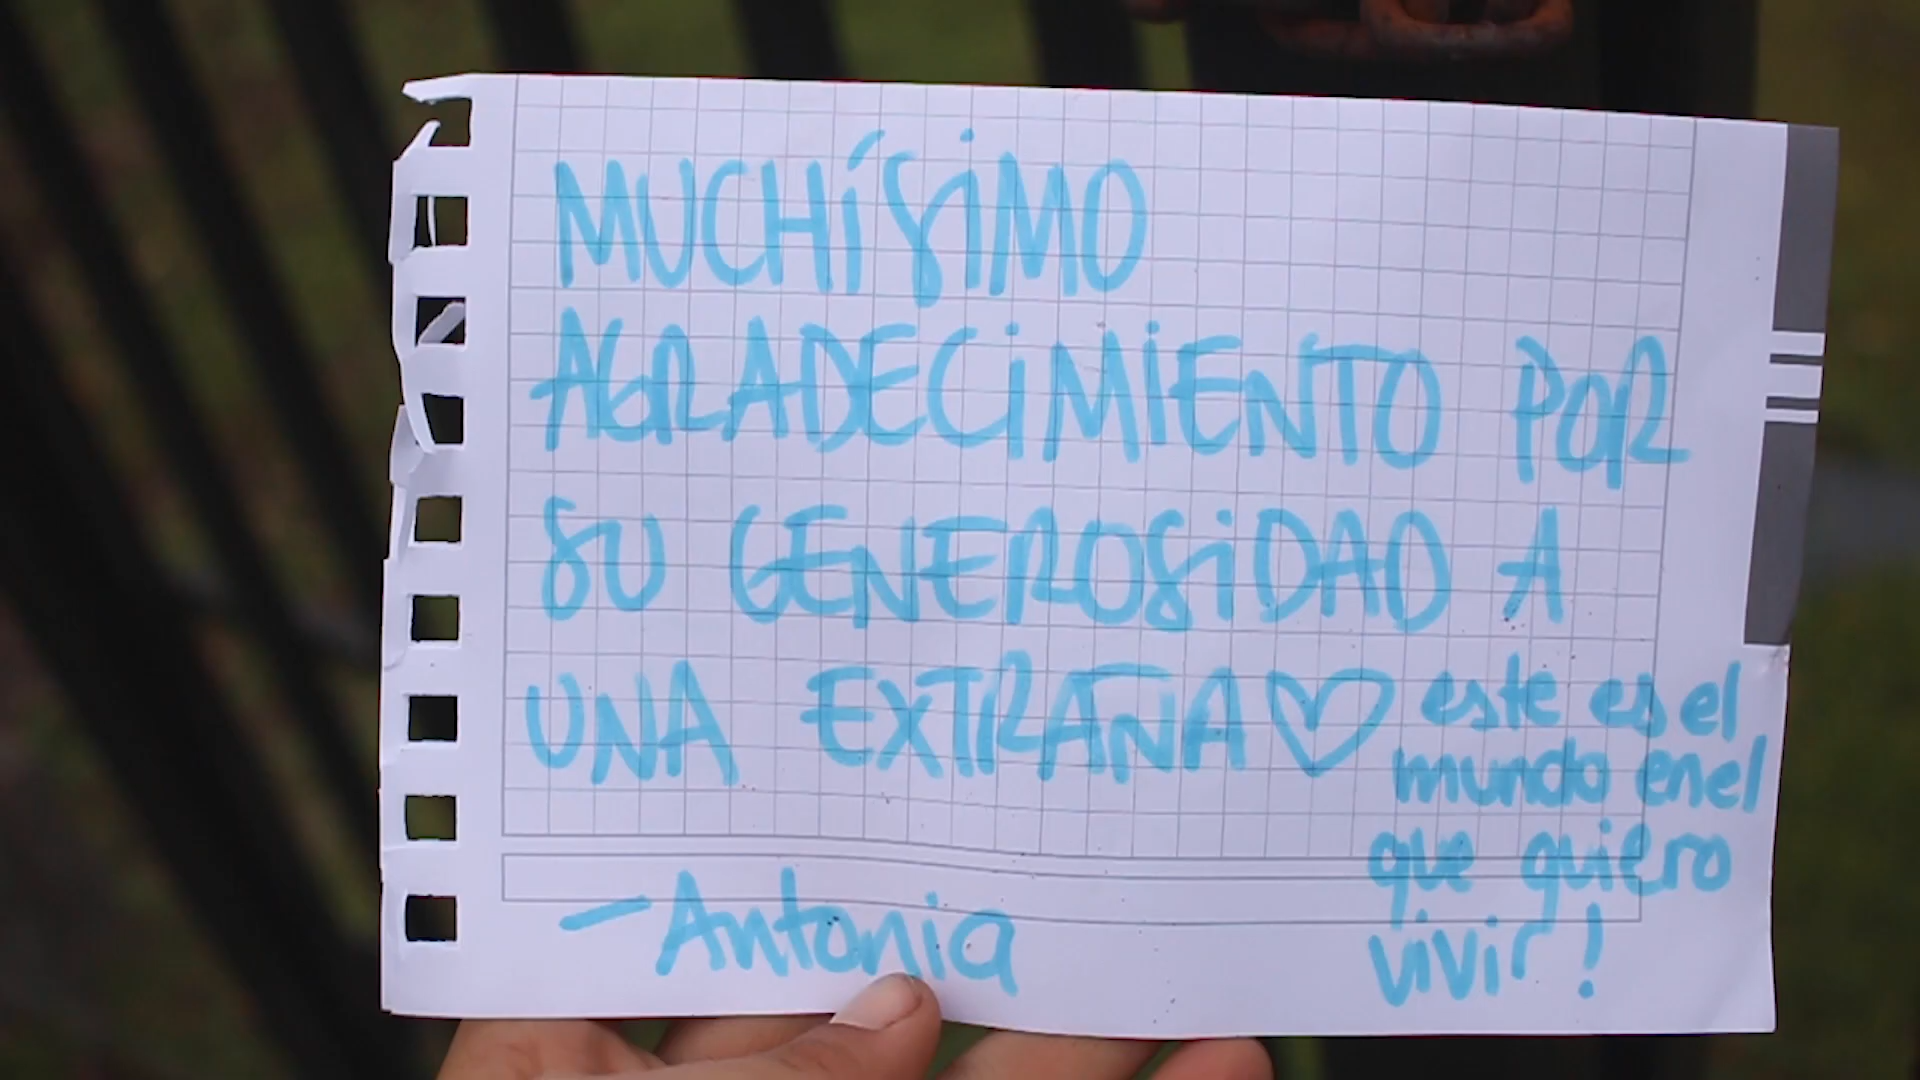 MUCHÍSIMO
AGRADECIMIENTO POR
SU GENEROSIDAD A
UNA EXTRAÑA♡
este es el
mundo en el
que quiero
vivir!
—Antonia